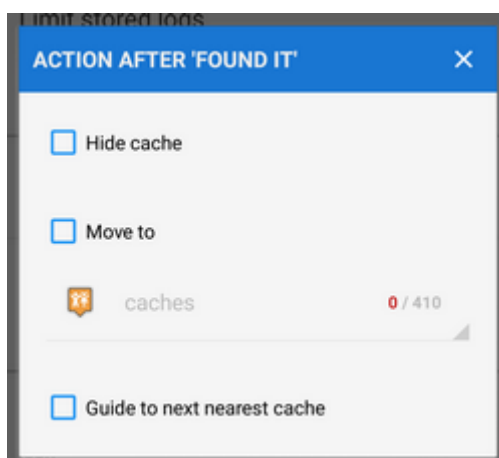 Limit stored logs
ACTION AFTER 'FOUND IT'
Hide cache
Move to
caches 0 / 410
Guide to next nearest cache